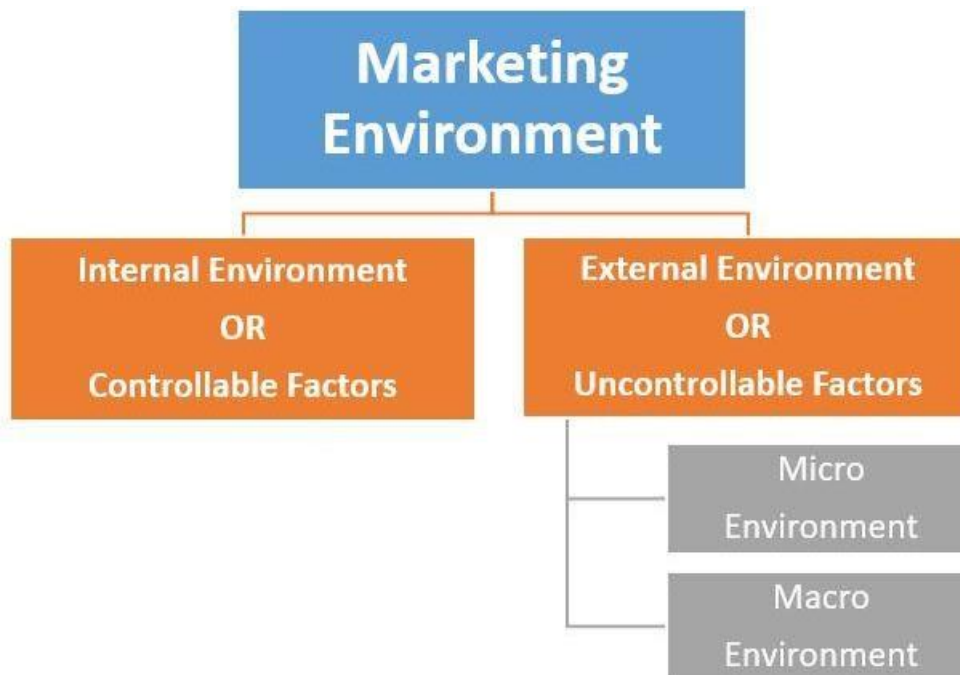 Marketing
Environment
Internal Environment
OR
Controllable Factors
External Environment
OR
Uncontrollable Factors
Micro
Environment
Macro
Environment